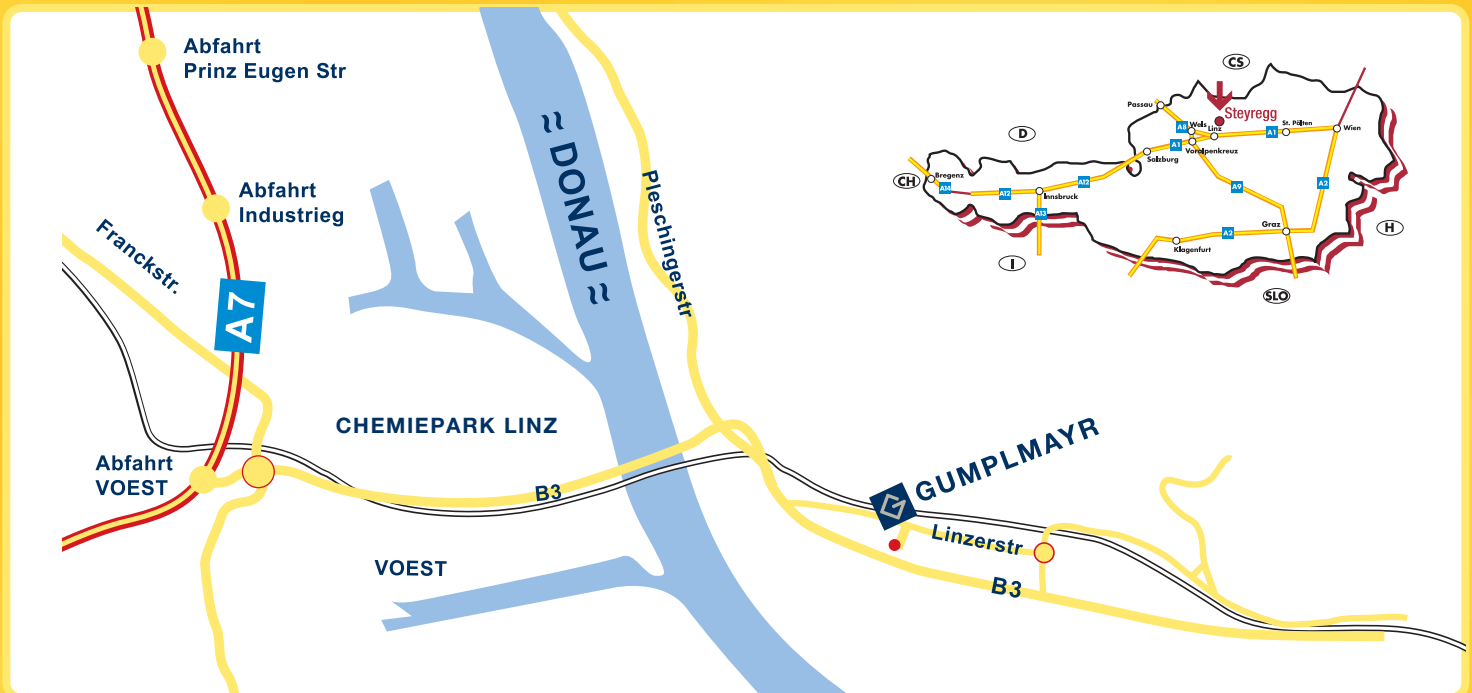 Abfahrt
Prinz Eugen Str
Abfahrt
Industrieg
Franckstr.
A7
Abfahrt
VOEST
CHEMIEPARK LINZ
≈ DONAU ≈
Pleschingerstr
B3
VOEST
GUMPLMAYR
Linzerstr
B3
CS
Steyregg
Passau
A8
Wels
Linz
A1
St. Pölten
Wien
D
A1
Voralpenkreuz
Salzburg
CH
Bregenz
A14
A12
A12
Innsbruck
A13
A9
A2
H
Graz
A2
Klagenfurt
I
SLO